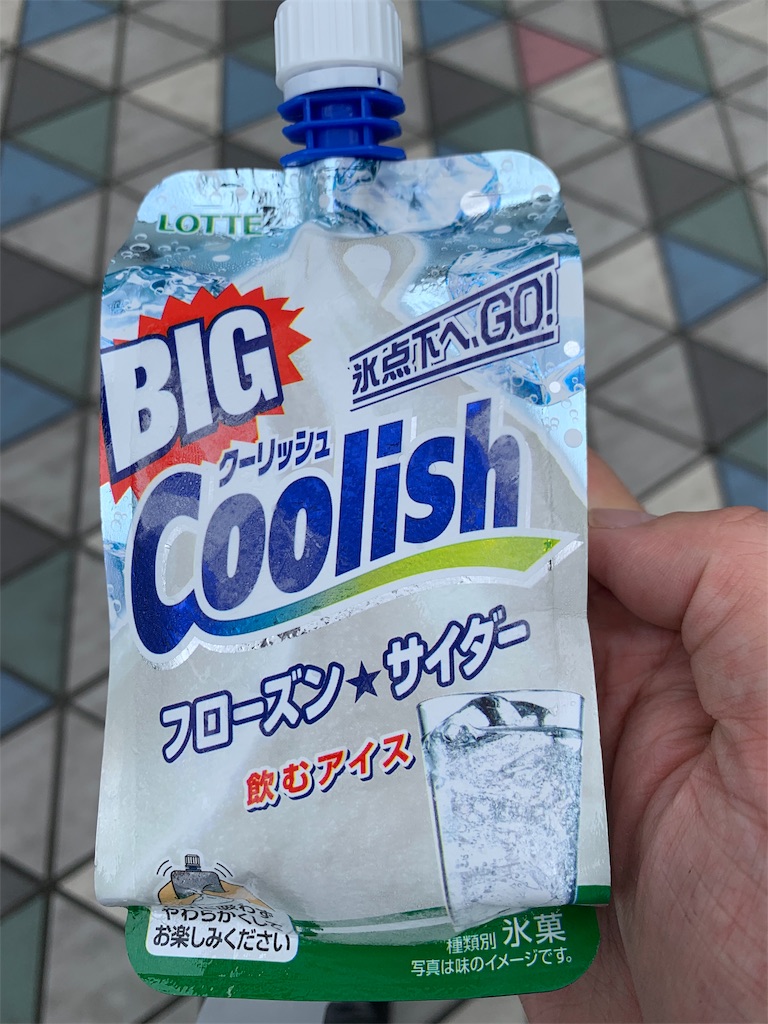 LOTTE
BIG
氷点下へGO!
クーリッシュ
Coolish
フローズン★サイダー
飲むアイス
やわらかくして
お楽しみください
種類別 氷菓
写真は味のイメージです。